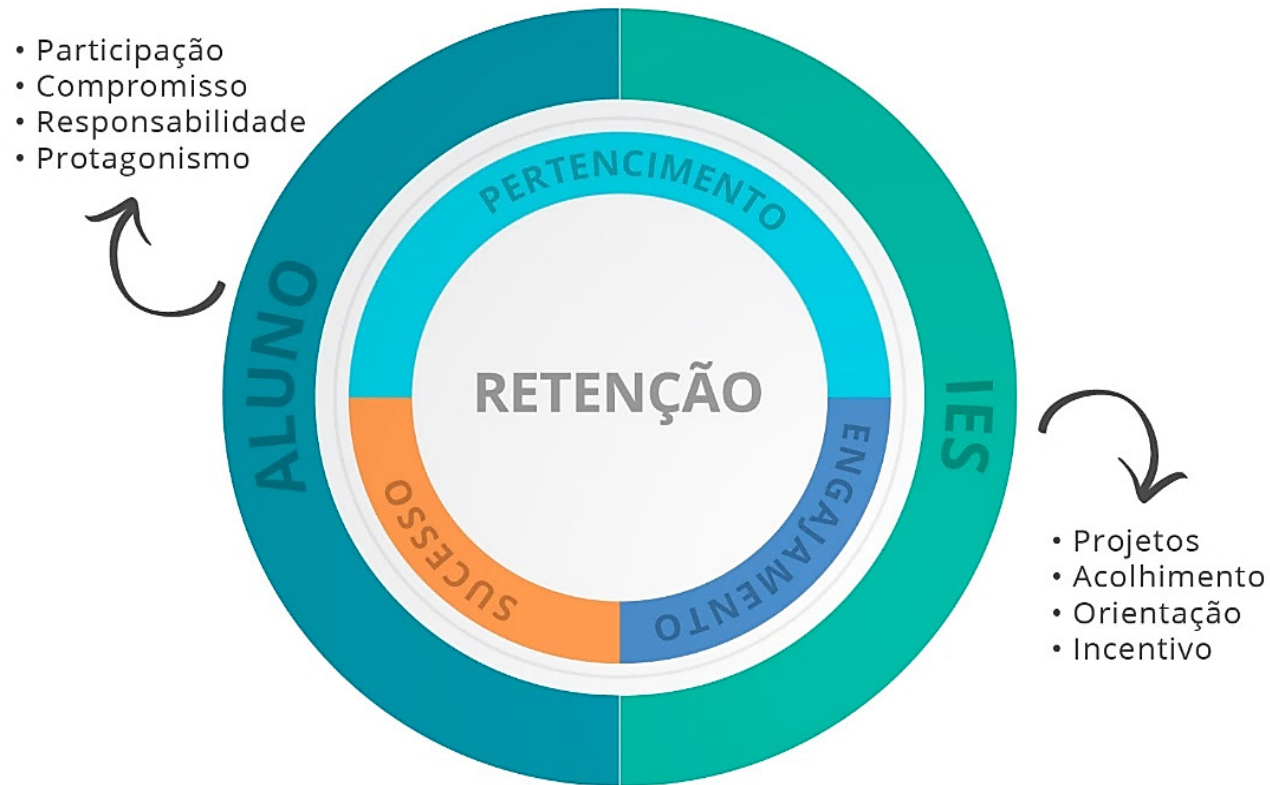 • Participação
• Compromisso
• Responsabilidade
• Protagonismo
ALUNO
PERTENCIMENTO
RETENÇÃO
SUCESSO
ENGAJAMENTO
IES
• Projetos
• Acolhimento
• Orientação
• Incentivo